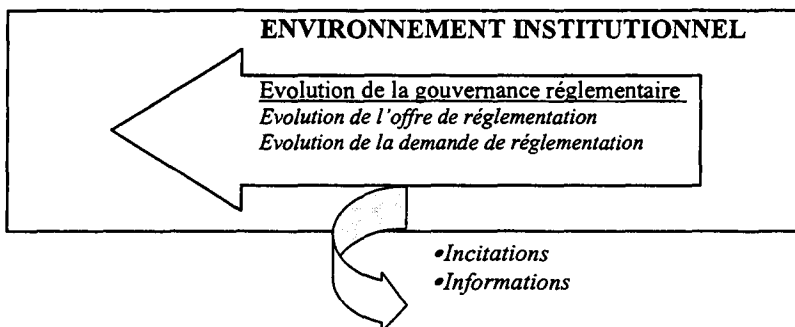 ENVIRONNEMENT INSTITUTIONNEL
Evolution de la gouvernance réglementaire
Evolution de l'offre de réglementation
Evolution de la demande de réglementation
•Incitations
•Informations